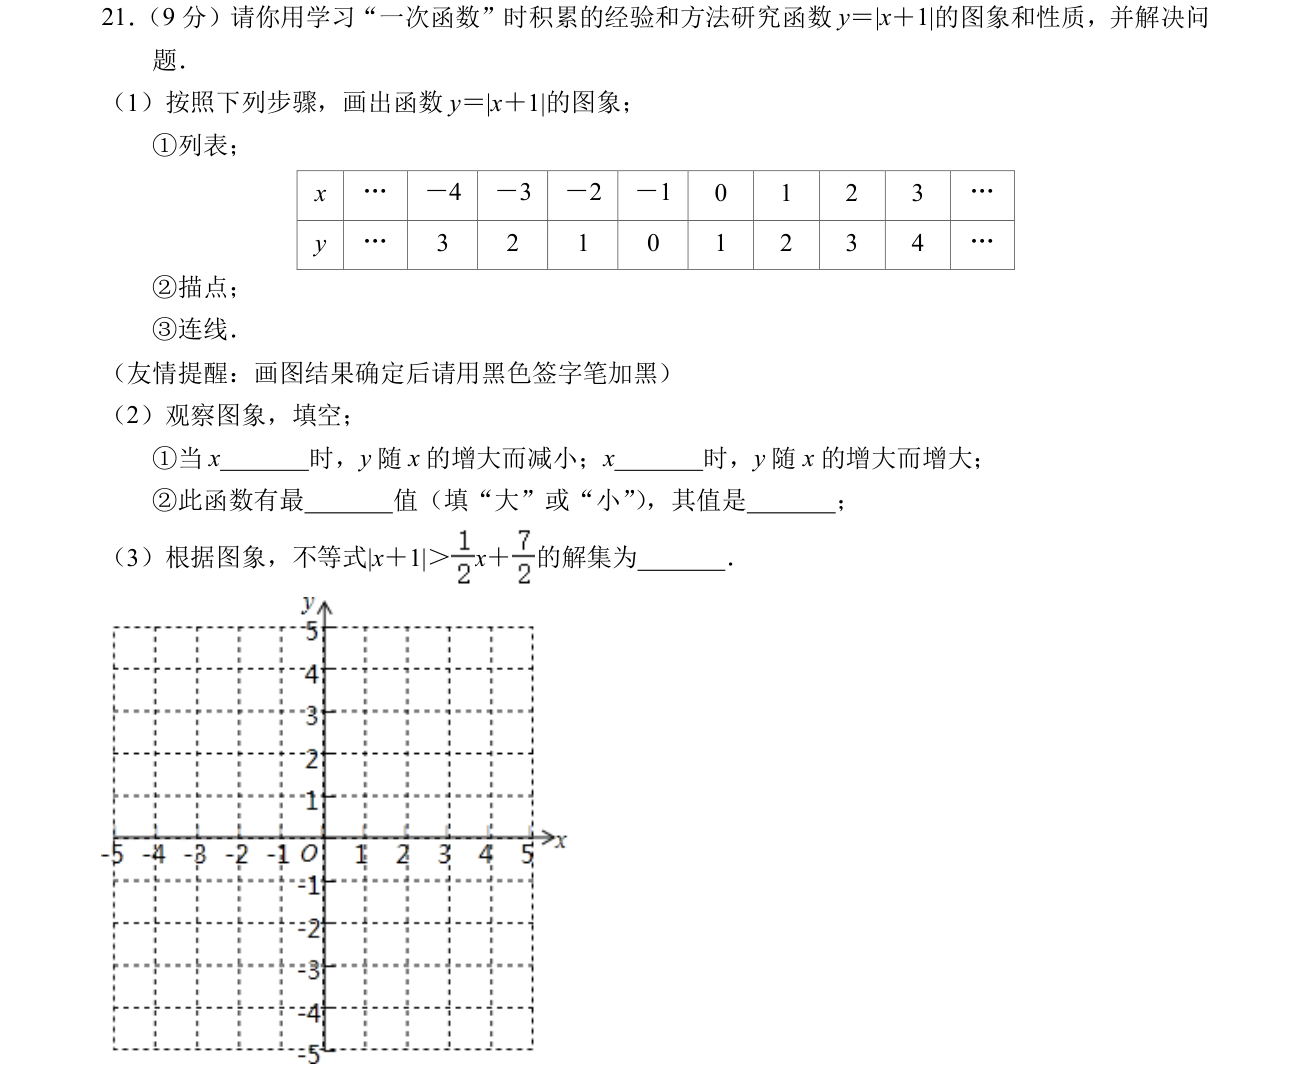 21.（9 分）请你用学习“一次函数”时积累的经验和方法研究函数 y＝|x＋1|的图象和性质，并解决问
题．
（1）按照下列步骤，画出函数 y＝|x＋1|的图象；
①列表；
x … －4 －3 －2 －1 0 1 2 3 …
y … 3 2 1 0 1 2 3 4 …
②描点；
③连线．
（友情提醒：画图结果确定后请用黑色签字笔加黑）
（2）观察图象，填空；
①当 x_______时，y 随 x 的增大而减小；x_______时，y 随 x 的增大而增大；
②此函数有最_______值（填“大”或“小”），其值是_______；
（3）根据图象，不等式|x＋1|＞1/2x＋7/2的解集为_______．
y
5
4
3
2
1
-5 -4 -3 -2 -1 O 1 2 3 4 5 x
-1
-2
-3
-4
-5